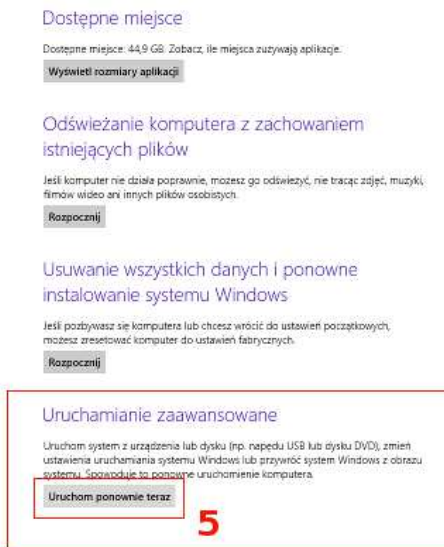 Dostępne miejsce
Dostępne miejsce: 44,9 GB. Zobacz, ile miejsca zużywają aplikacje.
Wyświetl rozmiary aplikacji
Odświeżanie komputera z zachowaniem
istniejących plików
Jeśli komputer nie działa poprawnie, możesz go odświeżyć, nie tracąc zdjęć, muzyki,
filmów wideo ani innych plików osobistych.
Rozpocznij
Usuwanie wszystkich danych i ponowne
instalowanie systemu Windows
Jeśli pozbywasz się komputera lub chcesz wrócić do ustawień początkowych,
możesz zresetować komputer do ustawień fabrycznych.
Rozpocznij
Uruchamianie zaawansowane
Uruchom system z urządzenia lub dysku (np. napędu USB lub dysku DVD), zmień
ustawienia uruchamiania systemu Windows lub przywróć system Windows z obrazu
systemu. Spowoduje to ponowne uruchomienie komputera.
Uruchom ponownie teraz
5